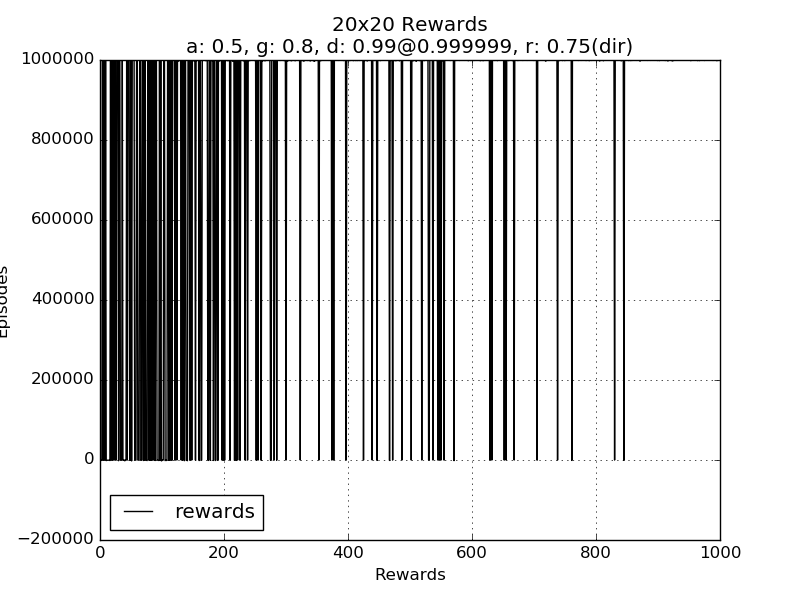 20x20 Rewards
a: 0.5, g: 0.8, d: 0.99@0.999999, r: 0.75(dir)
1000000
800000
600000
400000
200000
0
−200000
Episodes
rewards
0 200 400 600 800 1000
Rewards